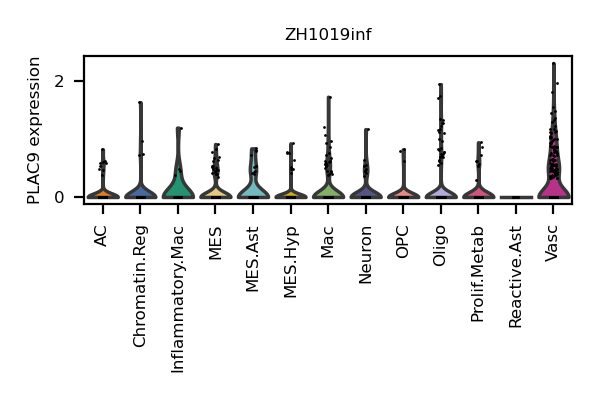 ZH1019inf
PLAC9 expression
2
0
AC
Chromatin.Reg
Inflammatory.Mac
MES
MES.Ast
MES.Hyp
Mac
Neuron
OPC
Oligo
Prolif.Metab
Reactive.Ast
Vasc